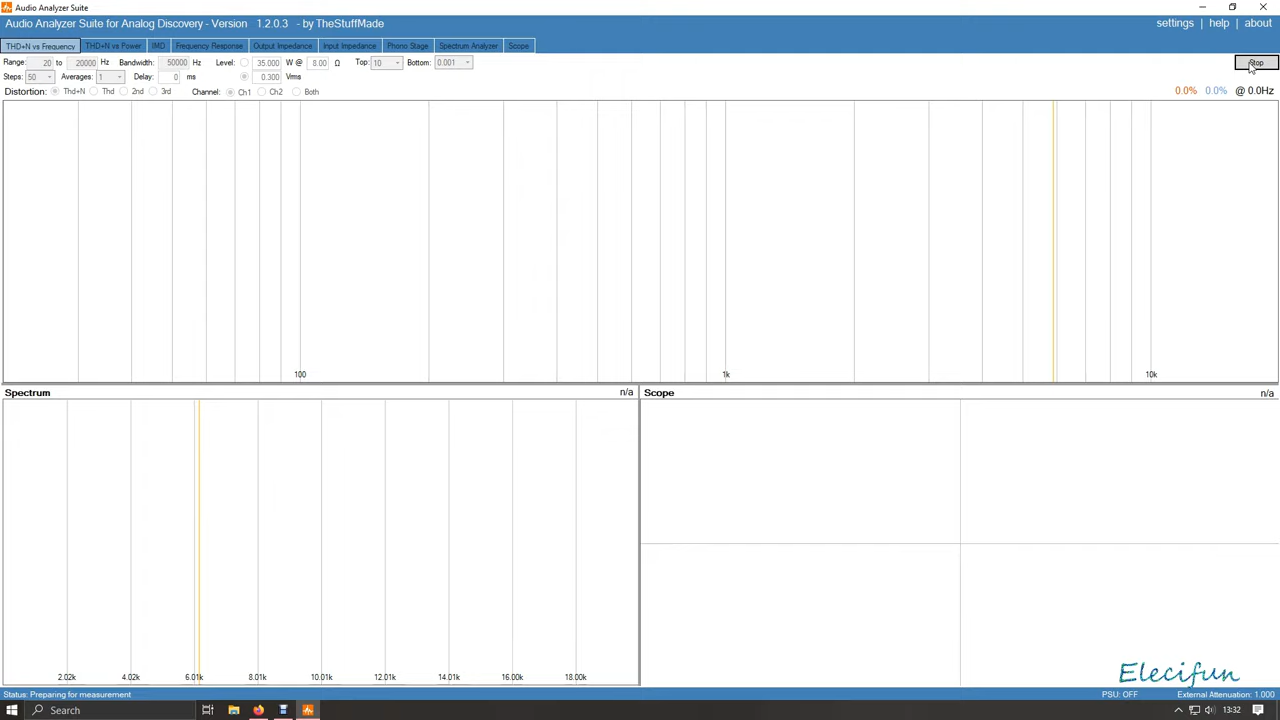 Audio Analyzer Suite
Audio Analyzer Suite for Analog Discovery - Version 1.2.0.3 - by TheStuffMade
settings | help | about
THD+N vs Frequency THD+N vs Power IMD Frequency Response Output Impedance Input Impedance Phono Stage Spectrum Analyzer Scope
Range: 20 to 20000 Hz Bandwidth: 50000 Hz Level: 35.000 W @ 8.00 Ω Top: 10 Bottom: 0.001 Stop
Steps: 50 Averages: 1 Delay: 0 ms 0.300 Vrms
Distortion: Thd+N Thd 2nd 3rd Channel: Ch1 Ch2 Both 0.0% 0.0% @ 0.0Hz
100 1k 10k
Spectrum n/a Scope n/a
2.02k 4.02k 6.01k 8.01k 10.01k 12.01k 14.01k 16.00k 18.00k
Elecifun
Status: Preparing for measurement PSU: OFF External Attenuation: 1.000
Search 13:32